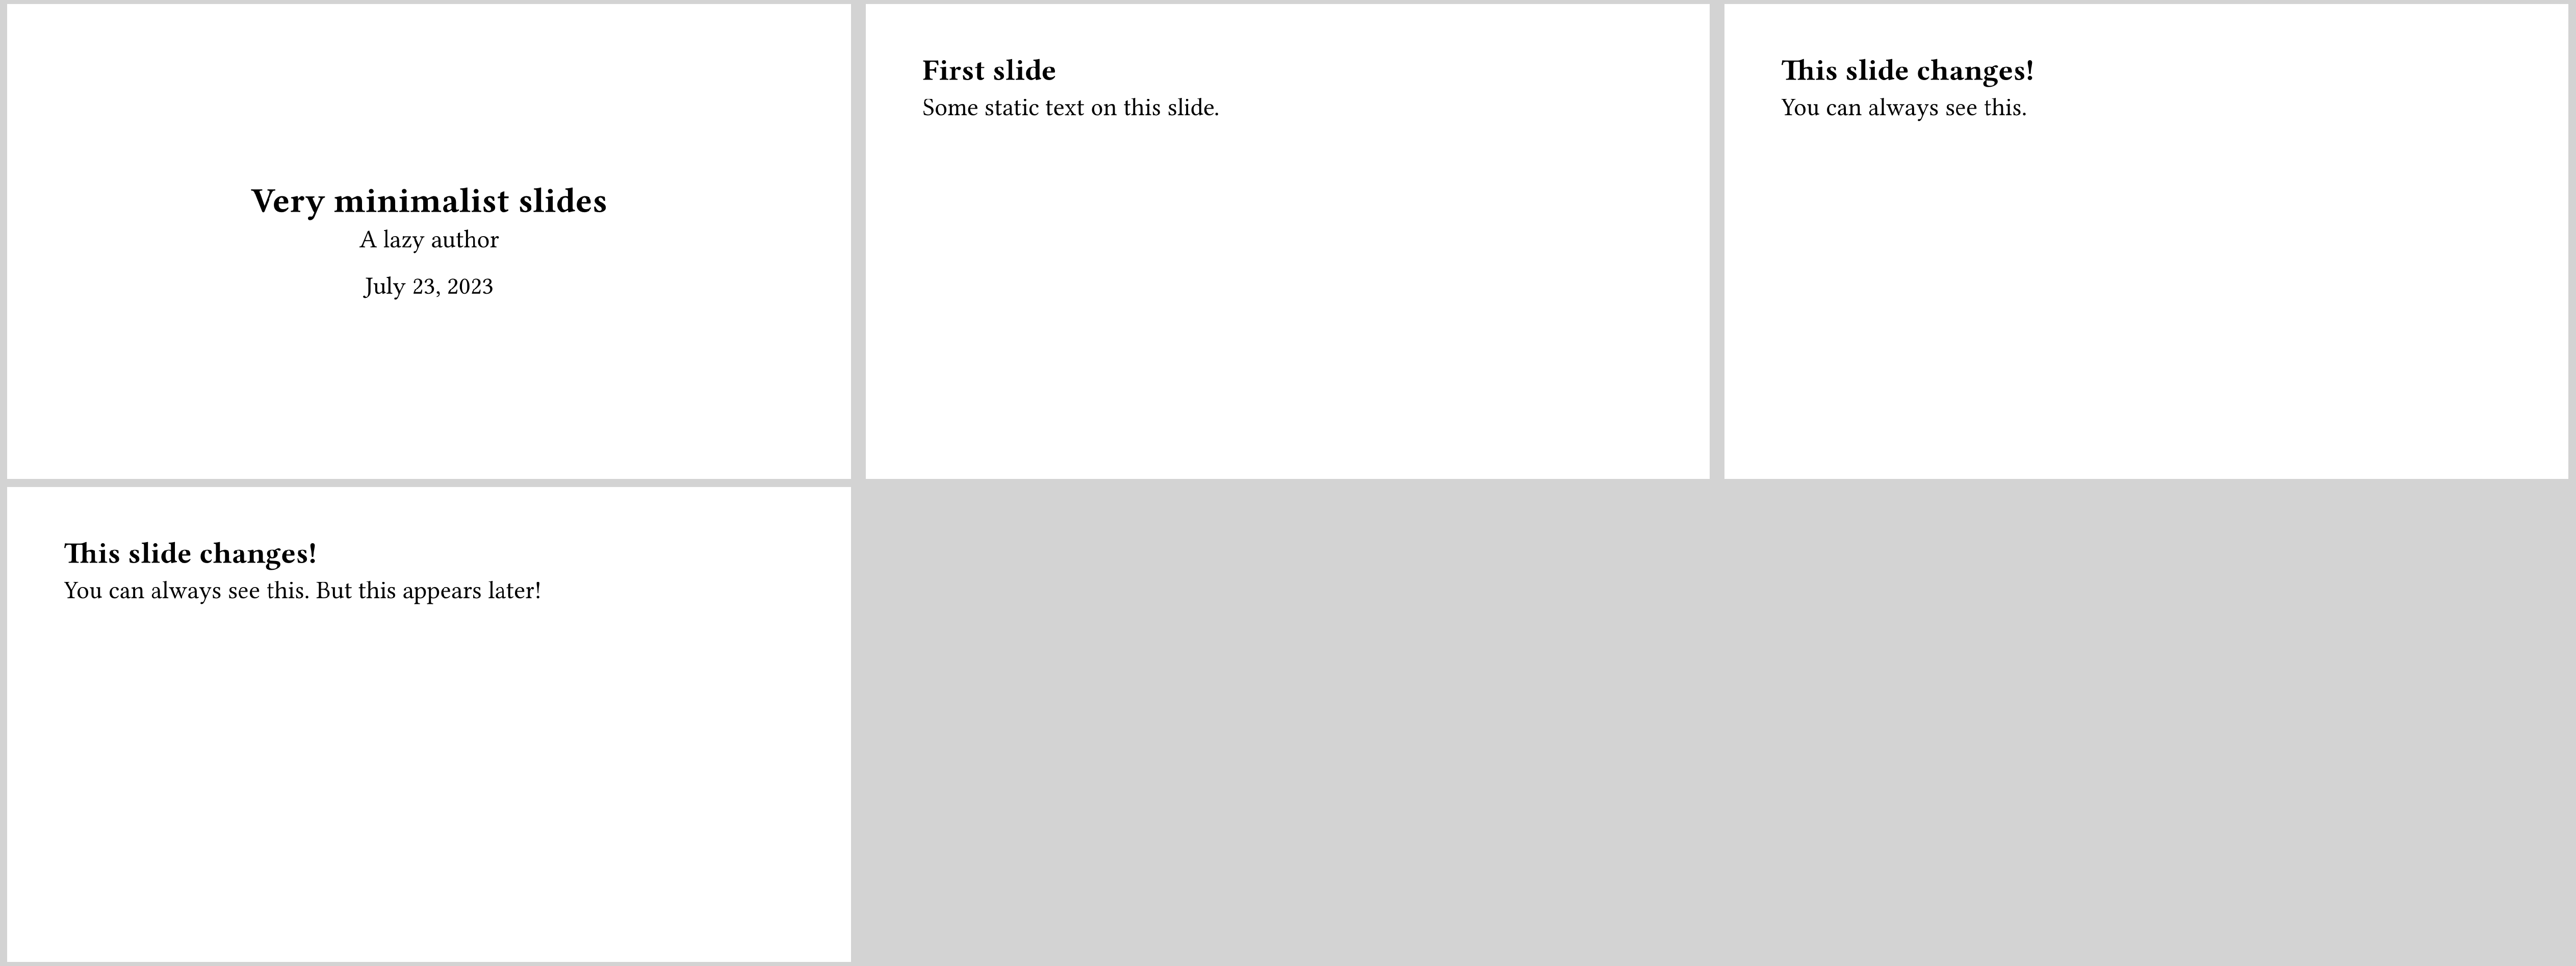 Very minimalist slides
A lazy author
July 23, 2023
First slide
Some static text on this slide.
This slide changes!
You can always see this.
This slide changes!
You can always see this. But this appears later!